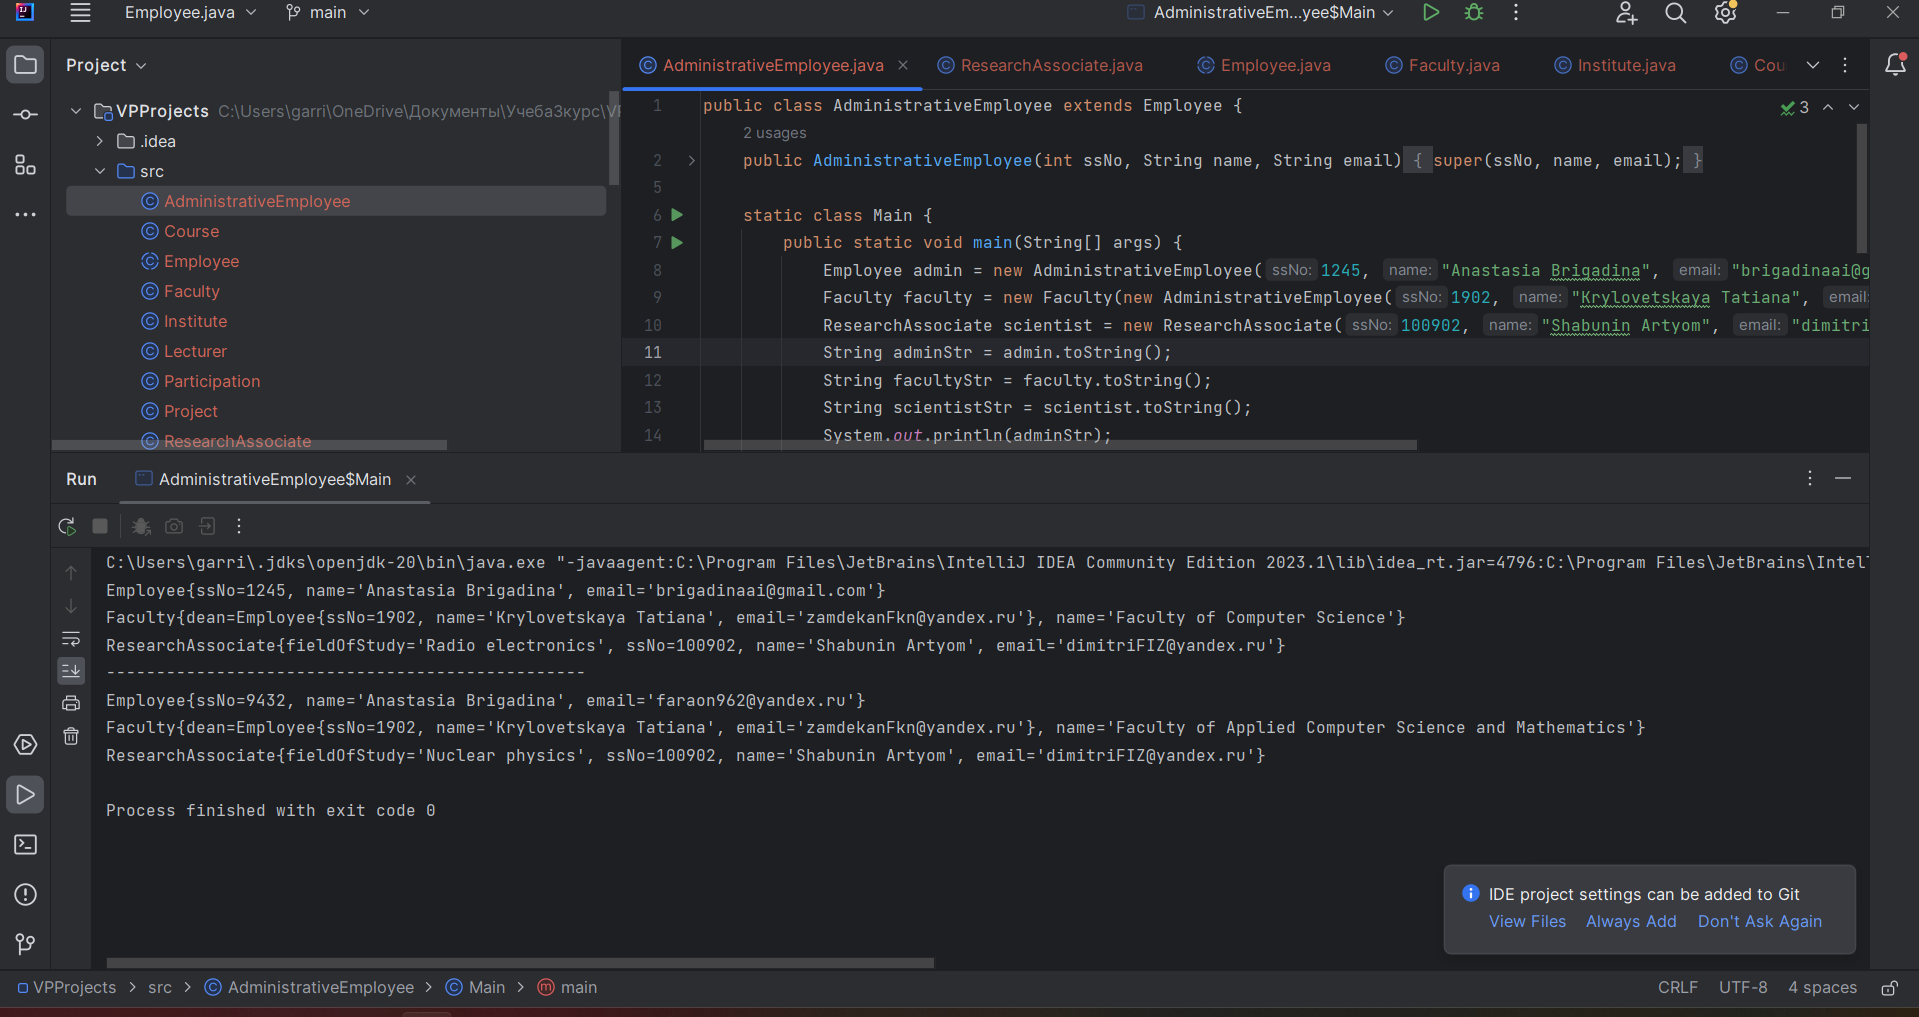 Employee.java main AdministrativeEm...yee$Main
Project
VPProjects C:\Users\garri\OneDrive\Документы\Учеба3курс\VP
.idea
src
AdministrativeEmployee
Course
Employee
Faculty
Institute
Lecturer
Participation
Project
ResearchAssociate
AdministrativeEmployee.java ResearchAssociate.java Employee.java Faculty.java Institute.java Cou
1 public class AdministrativeEmployee extends Employee { 3
2 usages
2 public AdministrativeEmployee(int ssNo, String name, String email) { super(ssNo, name, email); }
5
6 static class Main {
7 public static void main(String[] args) {
8 Employee admin = new AdministrativeEmployee( ssNo: 1245, name: "Anastasia Brigadina", email: "brigadinaai@g
9 Faculty faculty = new Faculty(new AdministrativeEmployee( ssNo: 1902, name: "Krylovetskaya Tatiana", email:
10 ResearchAssociate scientist = new ResearchAssociate( ssNo: 100902, name: "Shabunin Artyom", email: "dimitri
11 String adminStr = admin.toString();
12 String facultyStr = faculty.toString();
13 String scientistStr = scientist.toString();
14 System.out.println(adminStr);
Run AdministrativeEmployee$Main
C:\Users\garri\.jdks\openjdk-20\bin\java.exe "-javaagent:C:\Program Files\JetBrains\IntelliJ IDEA Community Edition 2023.1\lib\idea_rt.jar=4796:C:\Program Files\JetBrains\Intel
Employee{ssNo=1245, name='Anastasia Brigadina', email='brigadinaai@gmail.com'}
Faculty{dean=Employee{ssNo=1902, name='Krylovetskaya Tatiana', email='zamdekanFkn@yandex.ru'}, name='Faculty of Computer Science'}
ResearchAssociate{fieldOfStudy='Radio electronics', ssNo=100902, name='Shabunin Artyom', email='dimitriFIZ@yandex.ru'}
------------------------------------------------
Employee{ssNo=9432, name='Anastasia Brigadina', email='faraon962@yandex.ru'}
Faculty{dean=Employee{ssNo=1902, name='Krylovetskaya Tatiana', email='zamdekanFkn@yandex.ru'}, name='Faculty of Applied Computer Science and Mathematics'}
ResearchAssociate{fieldOfStudy='Nuclear physics', ssNo=100902, name='Shabunin Artyom', email='dimitriFIZ@yandex.ru'}
Process finished with exit code 0
IDE project settings can be added to Git
View Files Always Add Don't Ask Again
VPProjects > src > AdministrativeEmployee > Main > main CRLF UTF-8 4 spaces